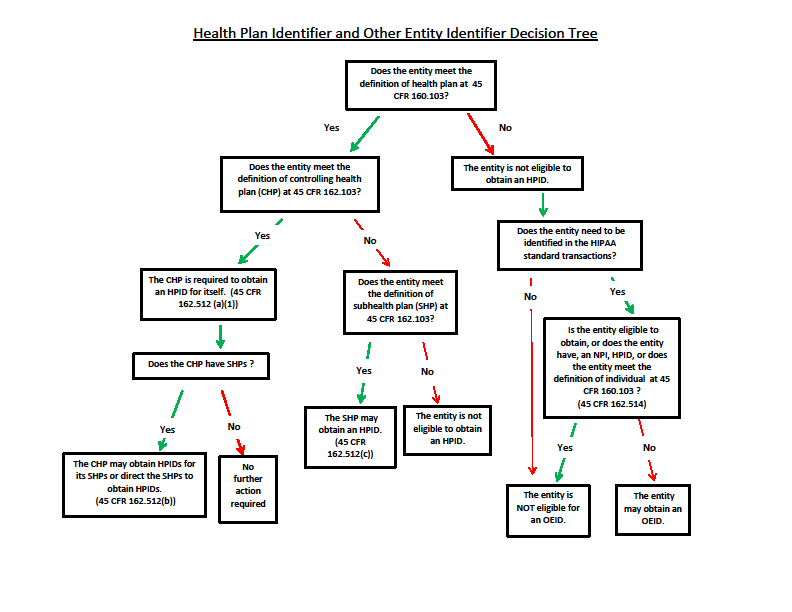 Health Plan Identifier and Other Entity Identifier Decision Tree
Does the entity meet the
definition of health plan at 45
CFR 160.103?
Yes
No
Does the entity meet the
definition of controlling health
plan (CHP) at 45 CFR 162.103?
The entity is not eligible to
obtain an HPID.
Yes
No
Does the entity need to be
identified in the HIPAA
standard transactions?
The CHP is required to obtain
an HPID for itself. (45 CFR
162.512 (a)(1))
Does the entity meet
the definition of
subhealth plan (SHP) at
45 CFR 162.103?
No
Yes
Does the CHP have SHPs ?
Is the entity eligible to
obtain, or does the entity
have, an NPI, HPID, or does
the entity meet the
definition of individual at 45
CFR 160.103 ?
(45 CFR 162.514)
Yes
No
Yes
No
The SHP may
obtain an HPID.
(45 CFR
162.512(c))
The entity is not
eligible to obtain
an HPID.
Yes
No
The CHP may obtain HPIDs for
its SHPs or direct the SHPs to
obtain HPIDs.
(45 CFR 162.512(b))
No
further
action
required
The entity is
NOT eligible for
an OEID.
The entity
may obtain an
OEID.